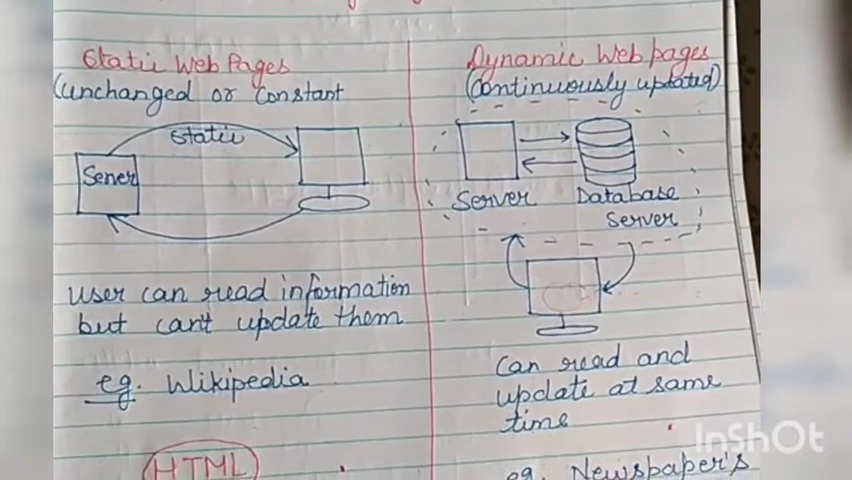 Static Web Pages
(unchanged or Constant
Static
Server
user can read information
but can't update them
eg. Wikipedia
HTML
Dynamic Web pages
(Continuously updated)
Server
Database
Server
Can read and
update at same
time
eg. Newspaper's
InShOt